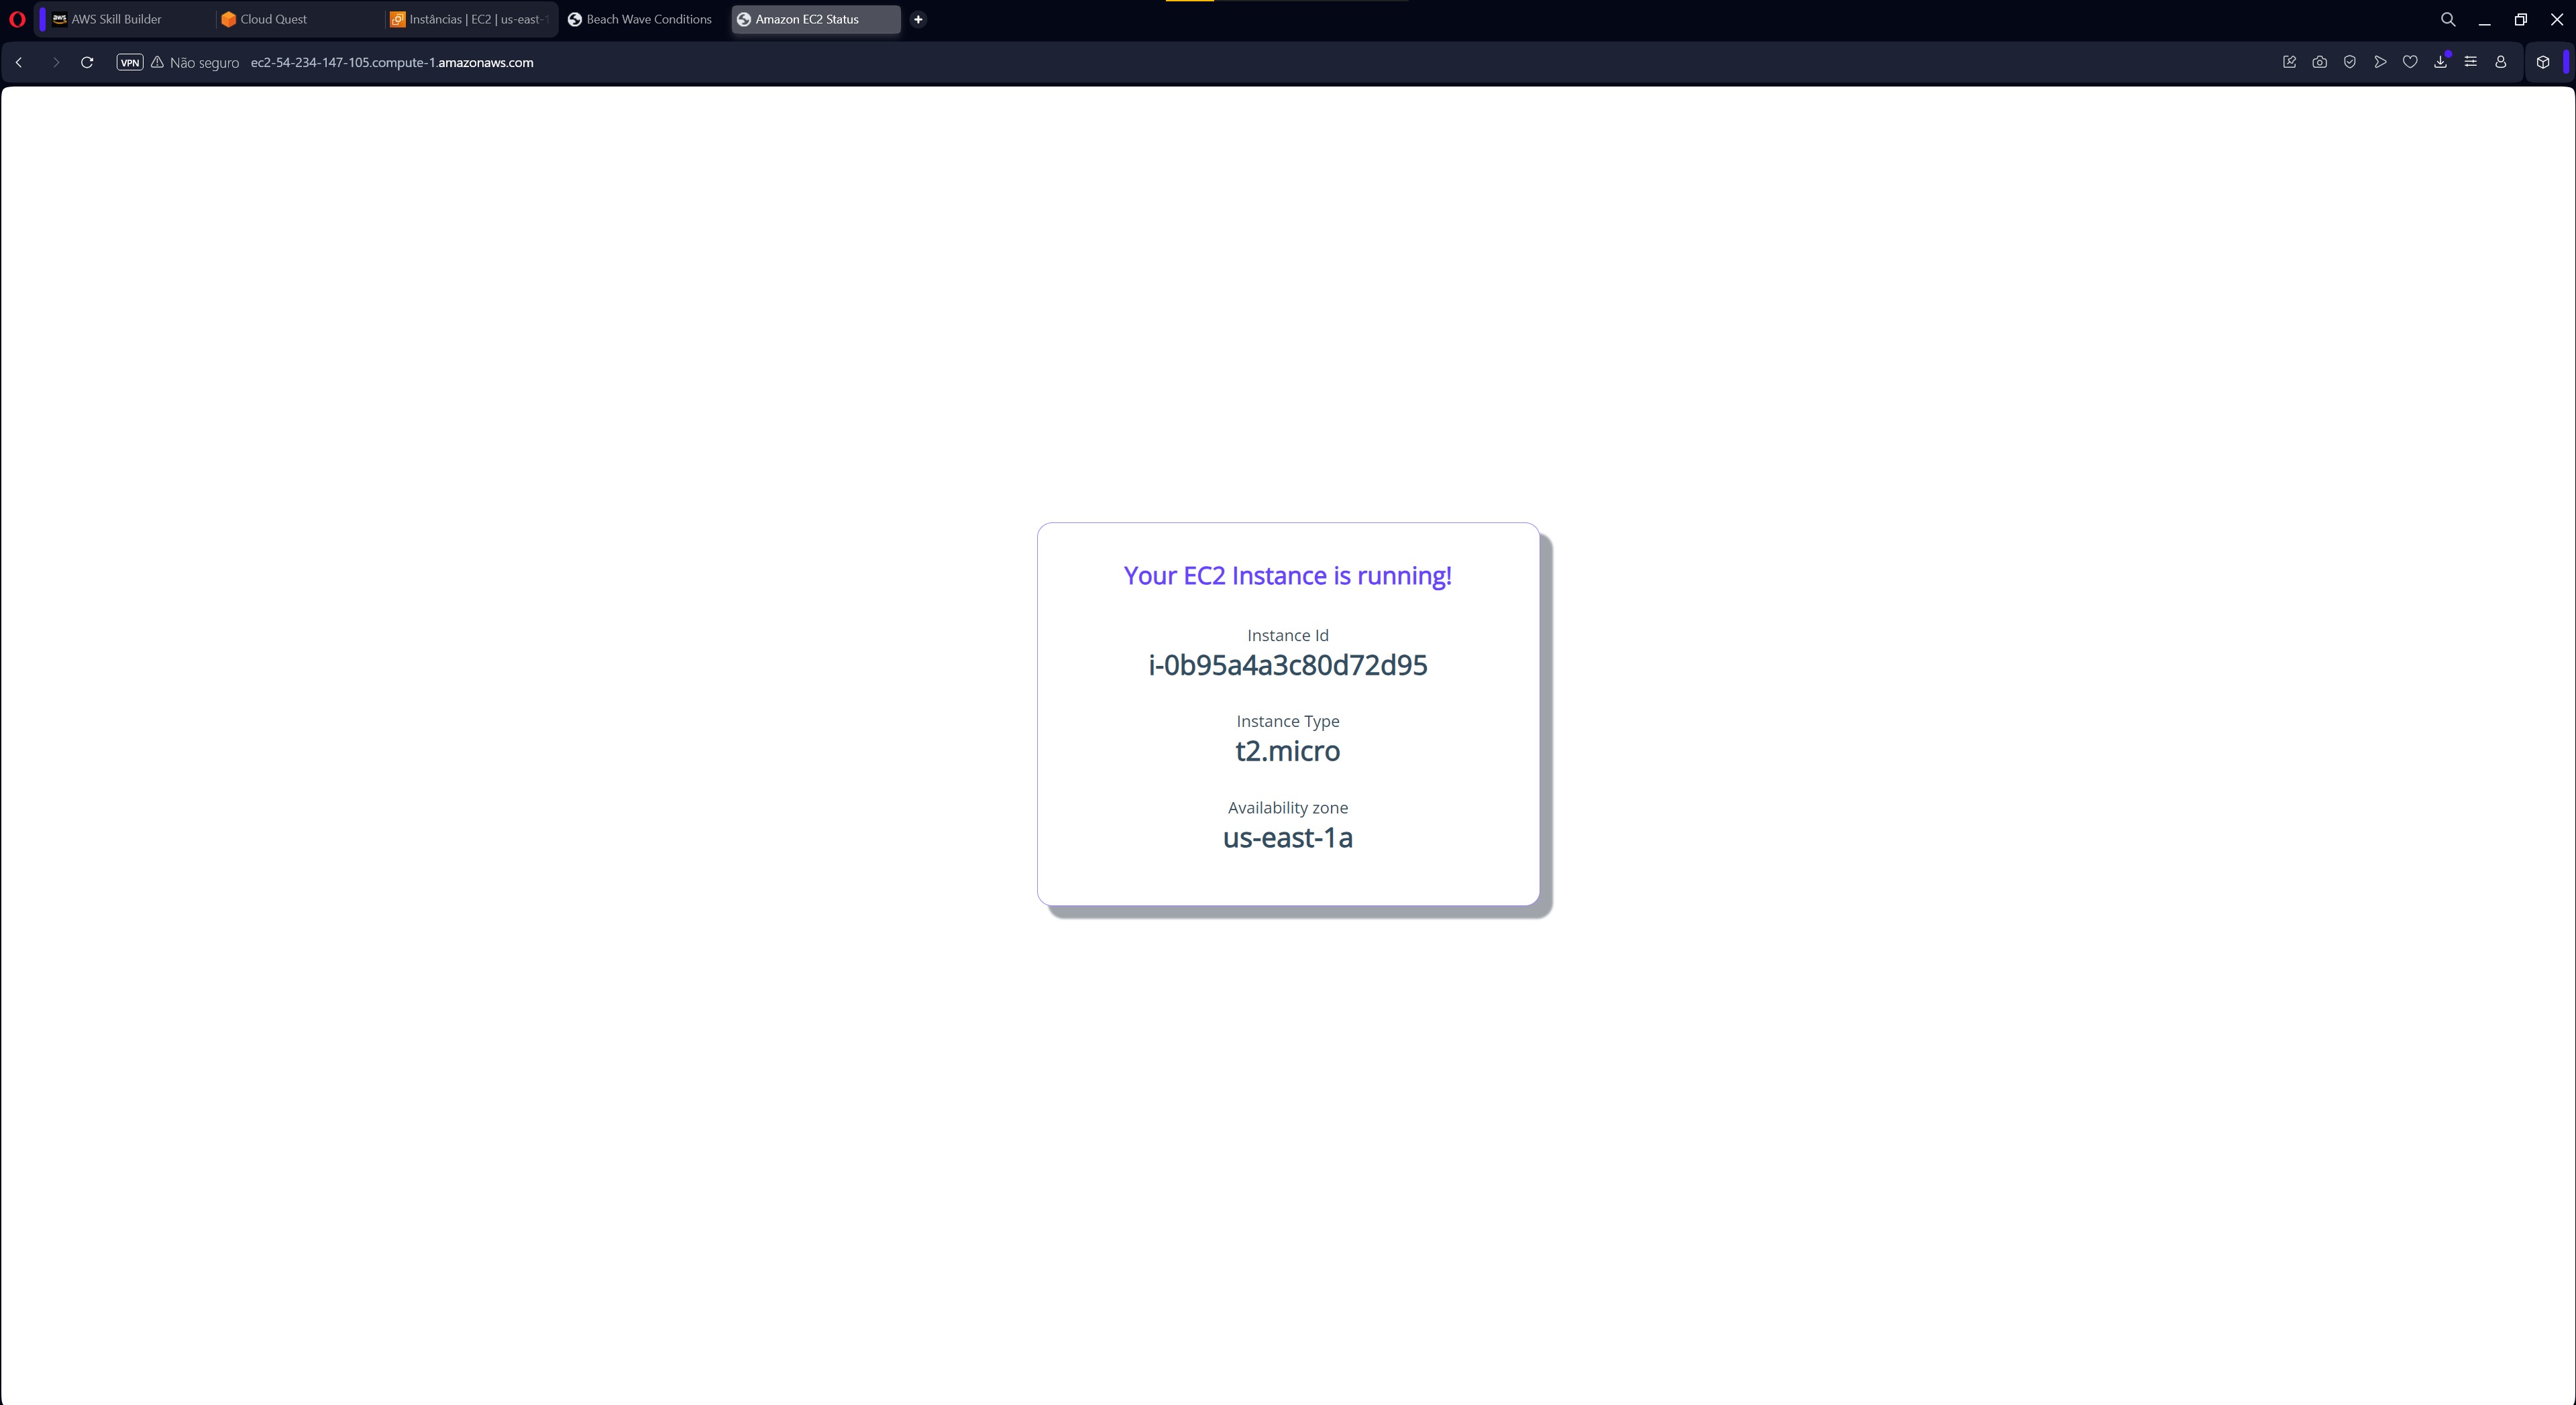 AWS Skill Builder
Cloud Quest
Instâncias | EC2 | us-east-1
Beach Wave Conditions
Amazon EC2 Status
VPN
Não seguro
ec2-54-234-147-105.compute-1.amazonaws.com
Your EC2 Instance is running!
Instance Id
i-0b95a4a3c80d72d95
Instance Type
t2.micro
Availability zone
us-east-1a